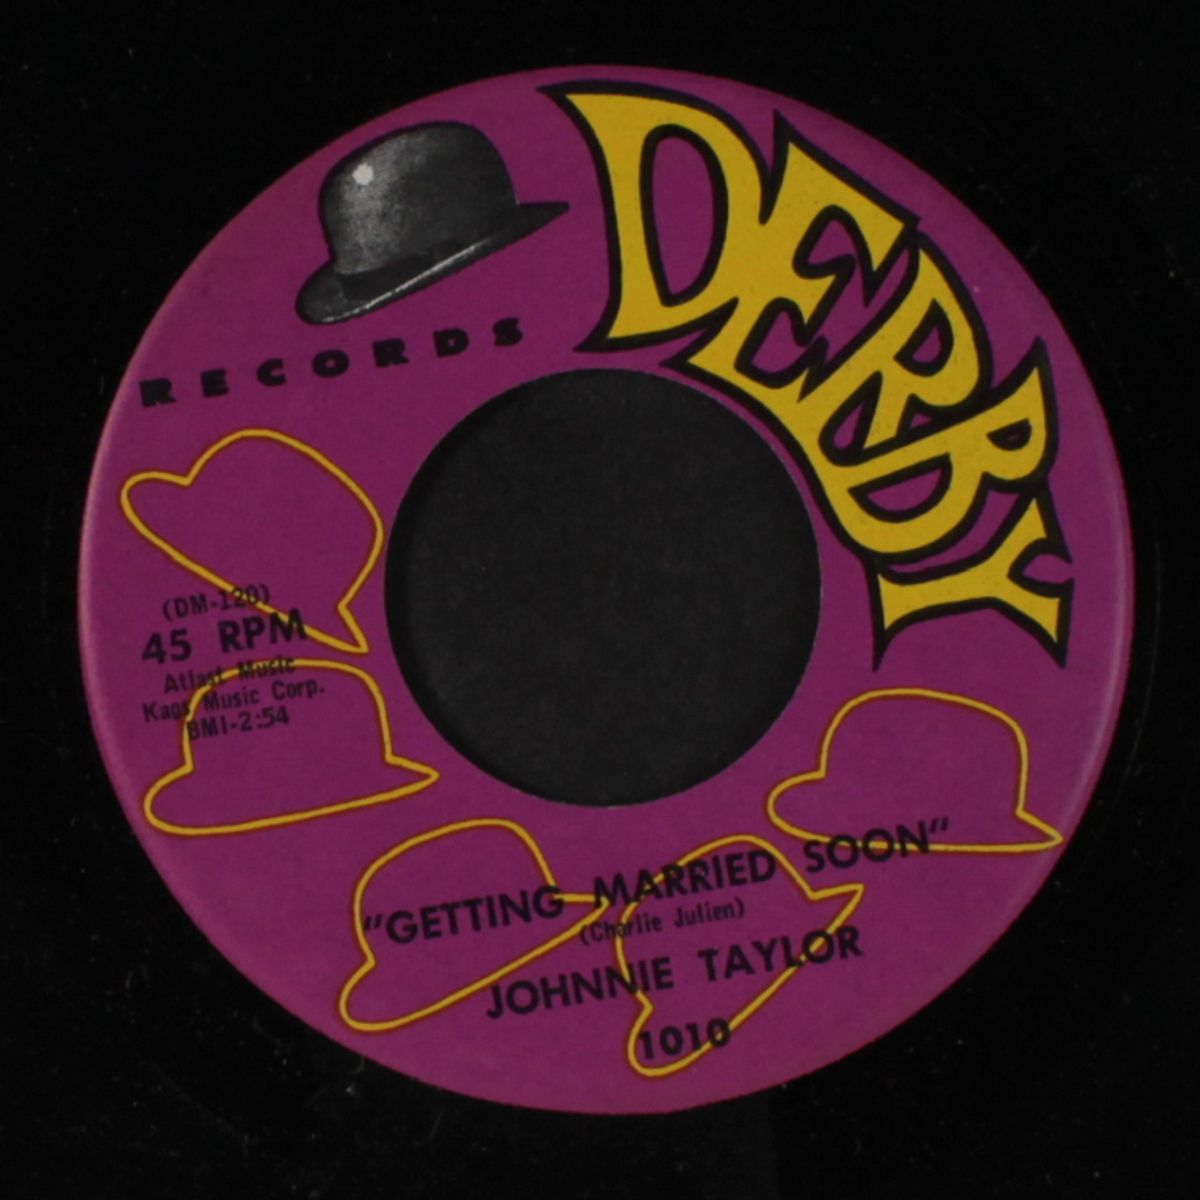 DERBY
RECORDS
(DM-120)
45 RPM
Atlast Music
Kags Music Corp.
BMI-2:54
"GETTING MARRIED SOON"
(Charlie Julien)
JOHNNIE TAYLOR
1010